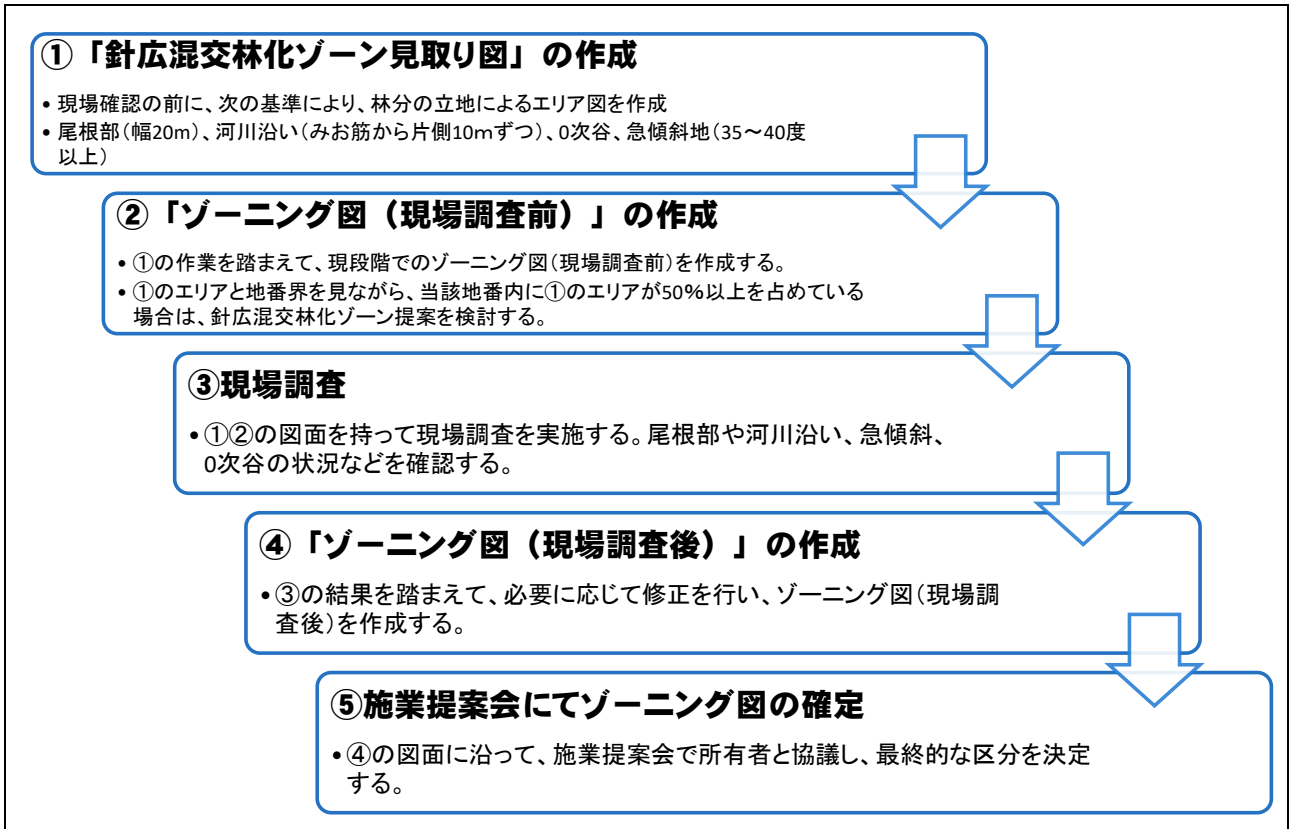 ①「針広混交林化ゾーン見取り図」の作成
• 現場確認の前に、次の基準により、林分の立地によるエリア図を作成
• 尾根部（幅20m）、河川沿い（みお筋から片側10mずつ）、0次谷、急傾斜地（35～40度
以上）
②「ゾーニング図（現場調査前）」の作成
• ①の作業を踏まえて、現段階でのゾーニング図（現場調査前）を作成する。
• ①のエリアと地番界を見ながら、当該地番内に①のエリアが50％以上を占めている
場合は、針広混交林化ゾーン提案を検討する。
③現場調査
• ①②の図面を持って現場調査を実施する。尾根部や河川沿い、急傾斜、
0次谷の状況などを確認する。
④「ゾーニング図（現場調査後）」の作成
• ③の結果を踏まえて、必要に応じて修正を行い、ゾーニング図（現場調
査後）を作成する。
⑤施業提案会にてゾーニング図の確定
• ④の図面に沿って、施業提案会で所有者と協議し、最終的な区分を決定
する。